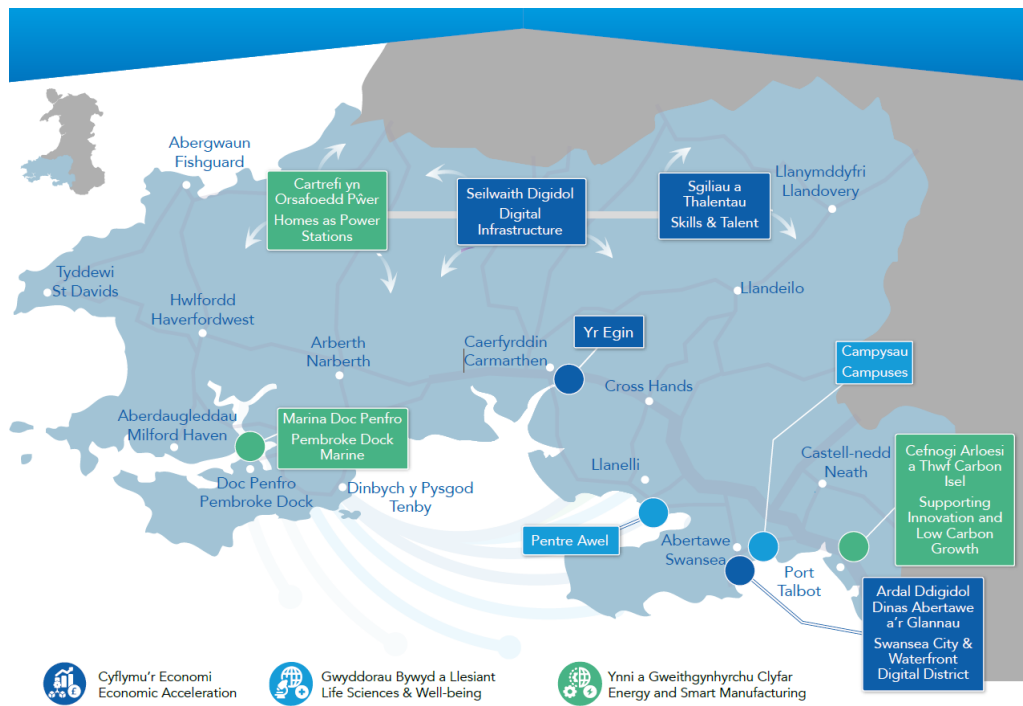 Abergwaun
Fishguard
Cartrefi yn
Orsafoedd Pŵer
Homes as Power
Stations
Seilwaith Digidol
Digital
Infrastructure
Sgiliau a
Thalentau
Skills & Talent
Llanymddyfri
Llandovery
Tyddewi
St Davids
Hwlfordd
Haverfordwest
Arberth
Narberth
Caerfyrddin
Carmarthen
Yr Egin
Llandeilo
Cross Hands
Campysau
Campuses
Aberdaugleddau
Milford Haven
Marina Doc Penfro
Pembroke Dock
Marine
Doc Penfro
Pembroke Dock
Dinbych y Pysgod
Tenby
Llanelli
Pentre Awel
Castell-nedd
Neath
Cefnogi Arloesi
a Thwf Carbon
Isel
Supporting
Innovation and
Low Carbon
Growth
Abertawe
Swansea
Port
Talbot
Ardal Ddigidol
Dinas Abertawe
a'r Glannau
Swansea City &
Waterfront
Digital District
£
Cyflymu'r Economi
Economic Acceleration
Gwyddorau Bywyd a Llesiant
Life Sciences & Well-being
Ynni a Gweithgynhyrchu Clyfar
Energy and Smart Manufacturing